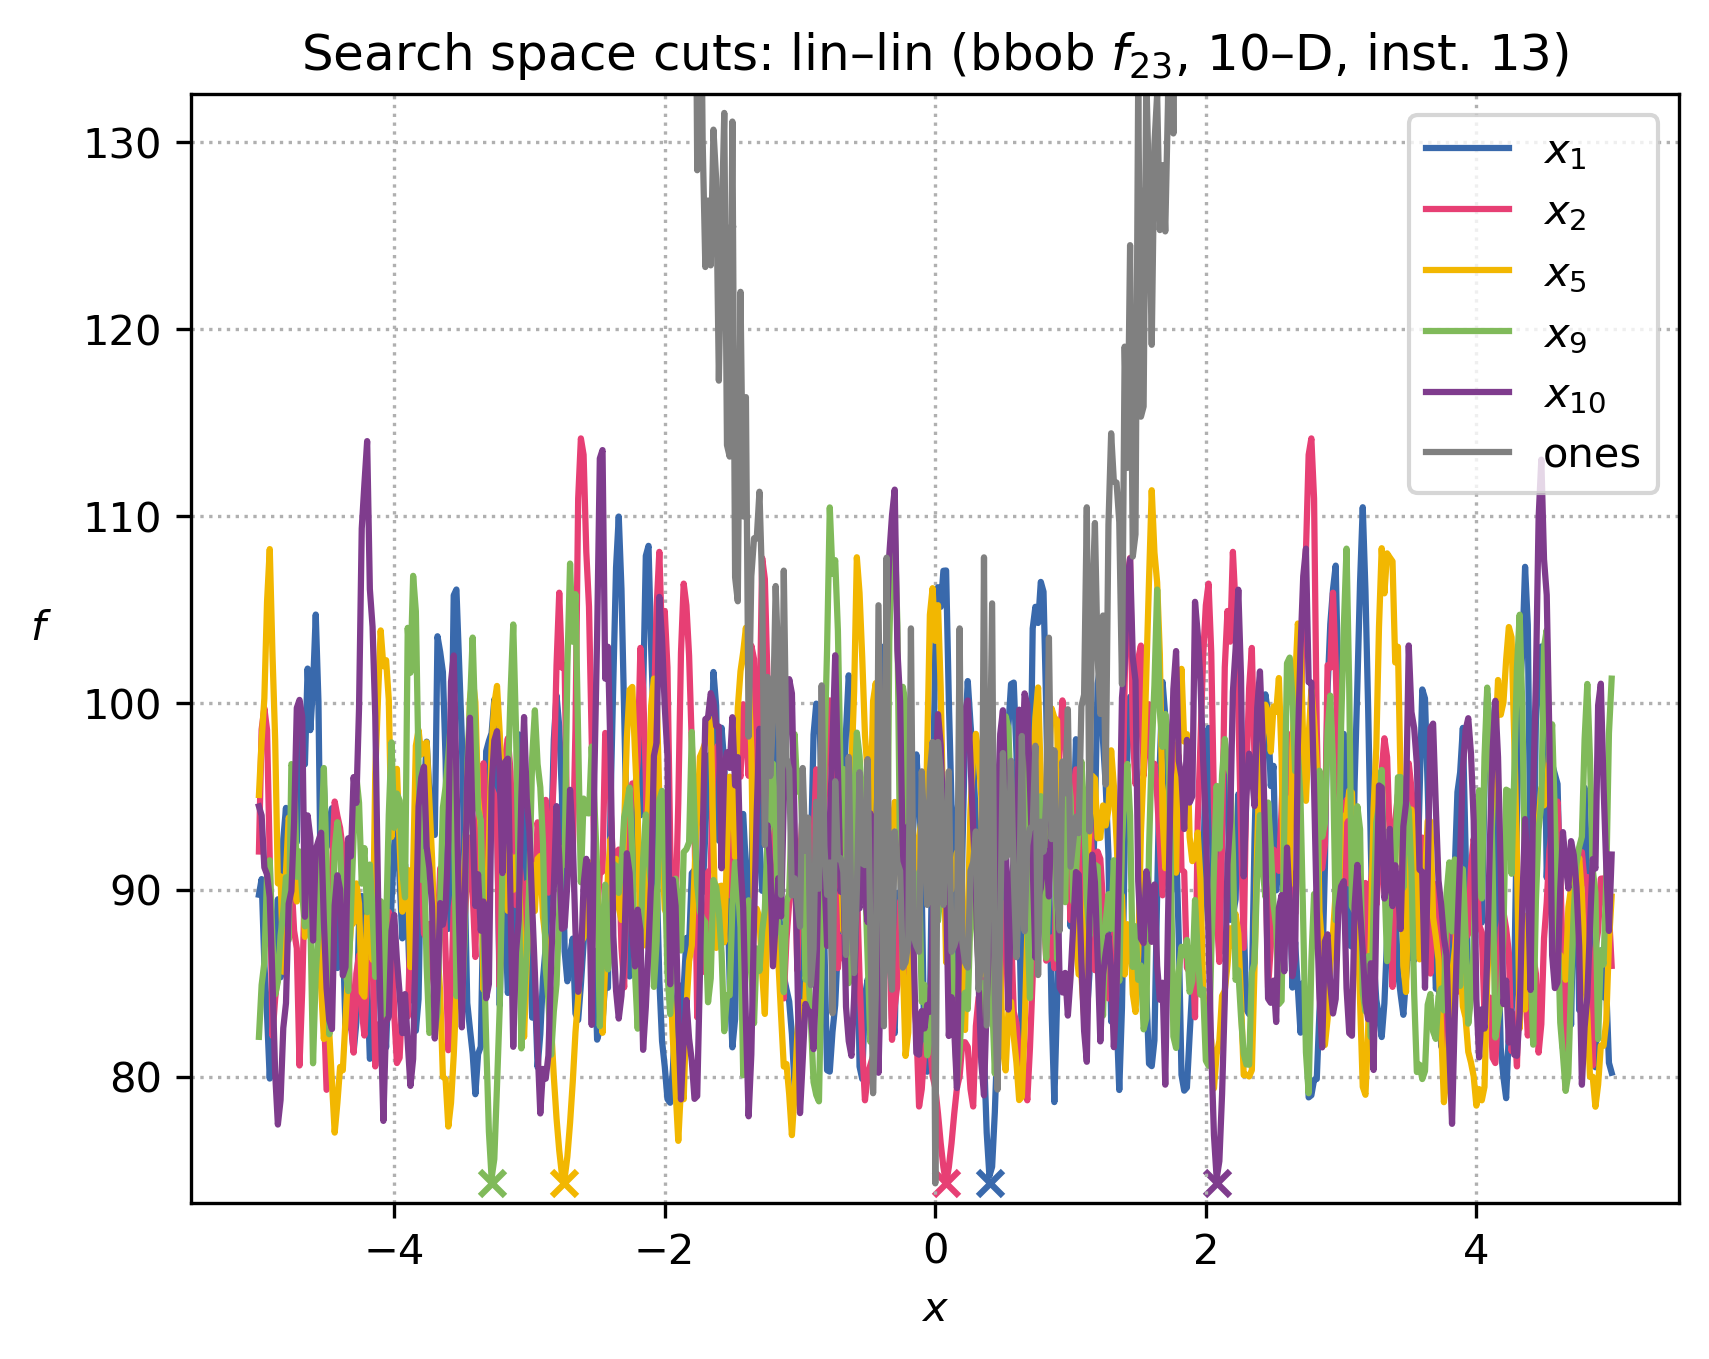 Search space cuts: lin–lin (bbob f23, 10–D, inst. 13)
130
120
110
100
90
80
f
x1
x2
x5
x9
x10
ones
−4
−2
0
2
4
x